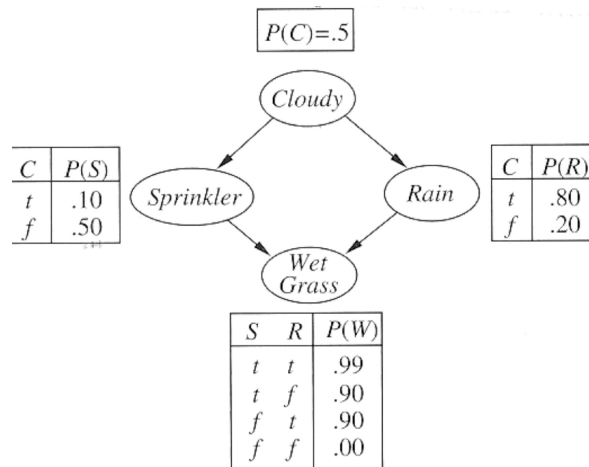 P(C)=.5
Cloudy
C P(S)
t .10
f .50
Sprinkler
Rain
C P(R)
t .80
f .20
Wet
Grass
S R P(W)
t t .99
t f .90
f t .90
f f .00